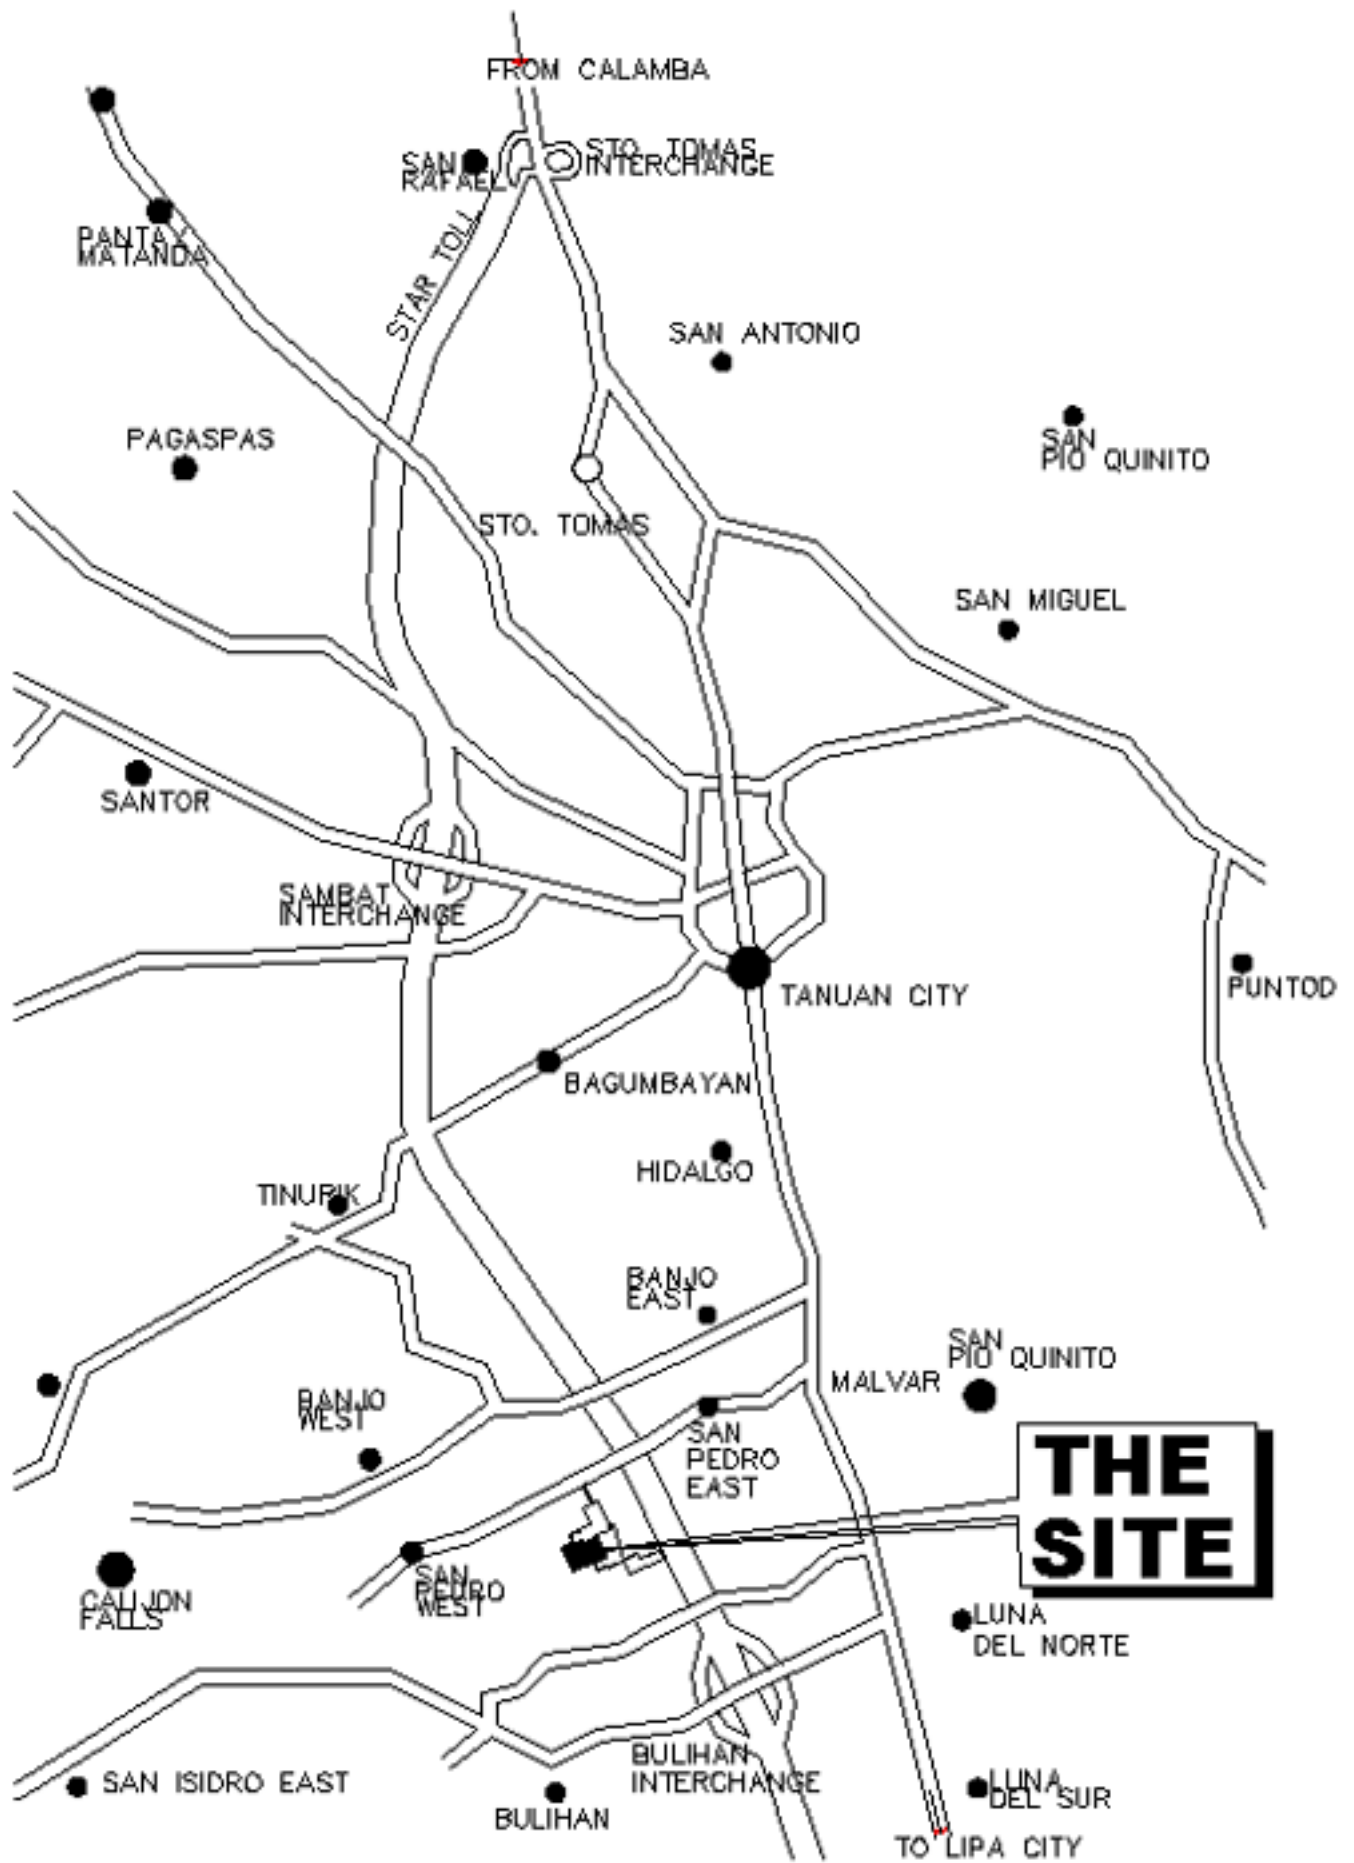 FROM CALAMBA
STO. TOMAS
INTERCHANGE
SAN
RAFAEL
PANTAY
MATANDA
STAR TOLL
SAN ANTONIO
PAGASPAS
SAN
PIO QUINITO
STO. TOMAS
SAN MIGUEL
SANTOR
SAMBAT
INTERCHANGE
TANUAN CITY
PUNTOD
BAGUMBAYAN
HIDALGO
TINURIK
BANJO
EAST
SAN
PIO QUINITO
MALVAR
BANJO
WEST
SAN
PEDRO
EAST
THE
SITE
SAN
PEDRO
WEST
FALLS
LUNA
DEL NORTE
BULIHAN
INTERCHANGE
SAN ISIDRO EAST
LUNA
DEL SUR
BULIHAN
TO LIPA CITY